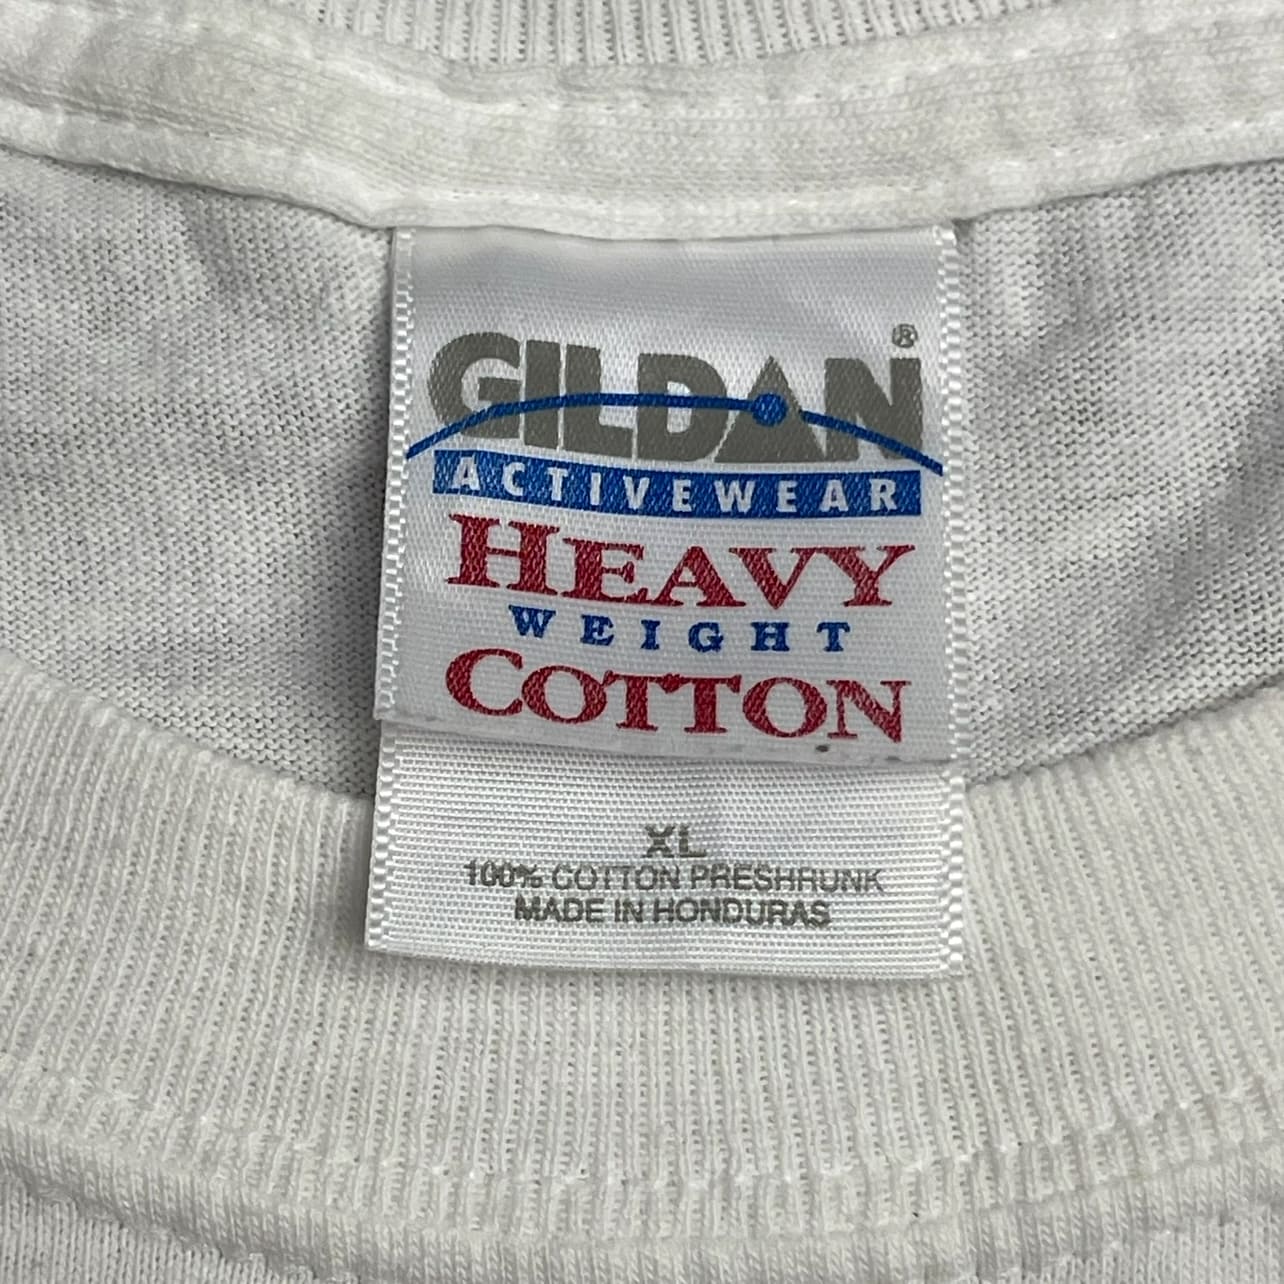 GILDAN®
ACTIVEWEAR
HEAVY
WEIGHT
COTTON
XL
100% COTTON PRESHRUNK
MADE IN HONDURAS